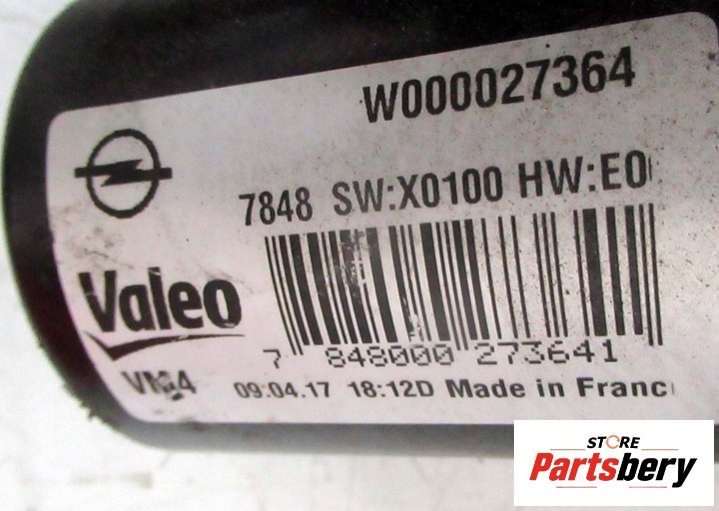 W000027364
7848 SW:X0100 HW:E0
Valeo
7 848000 273641
VM4
09.04.17 18:12D Made in Franc
STORE
Partsbery